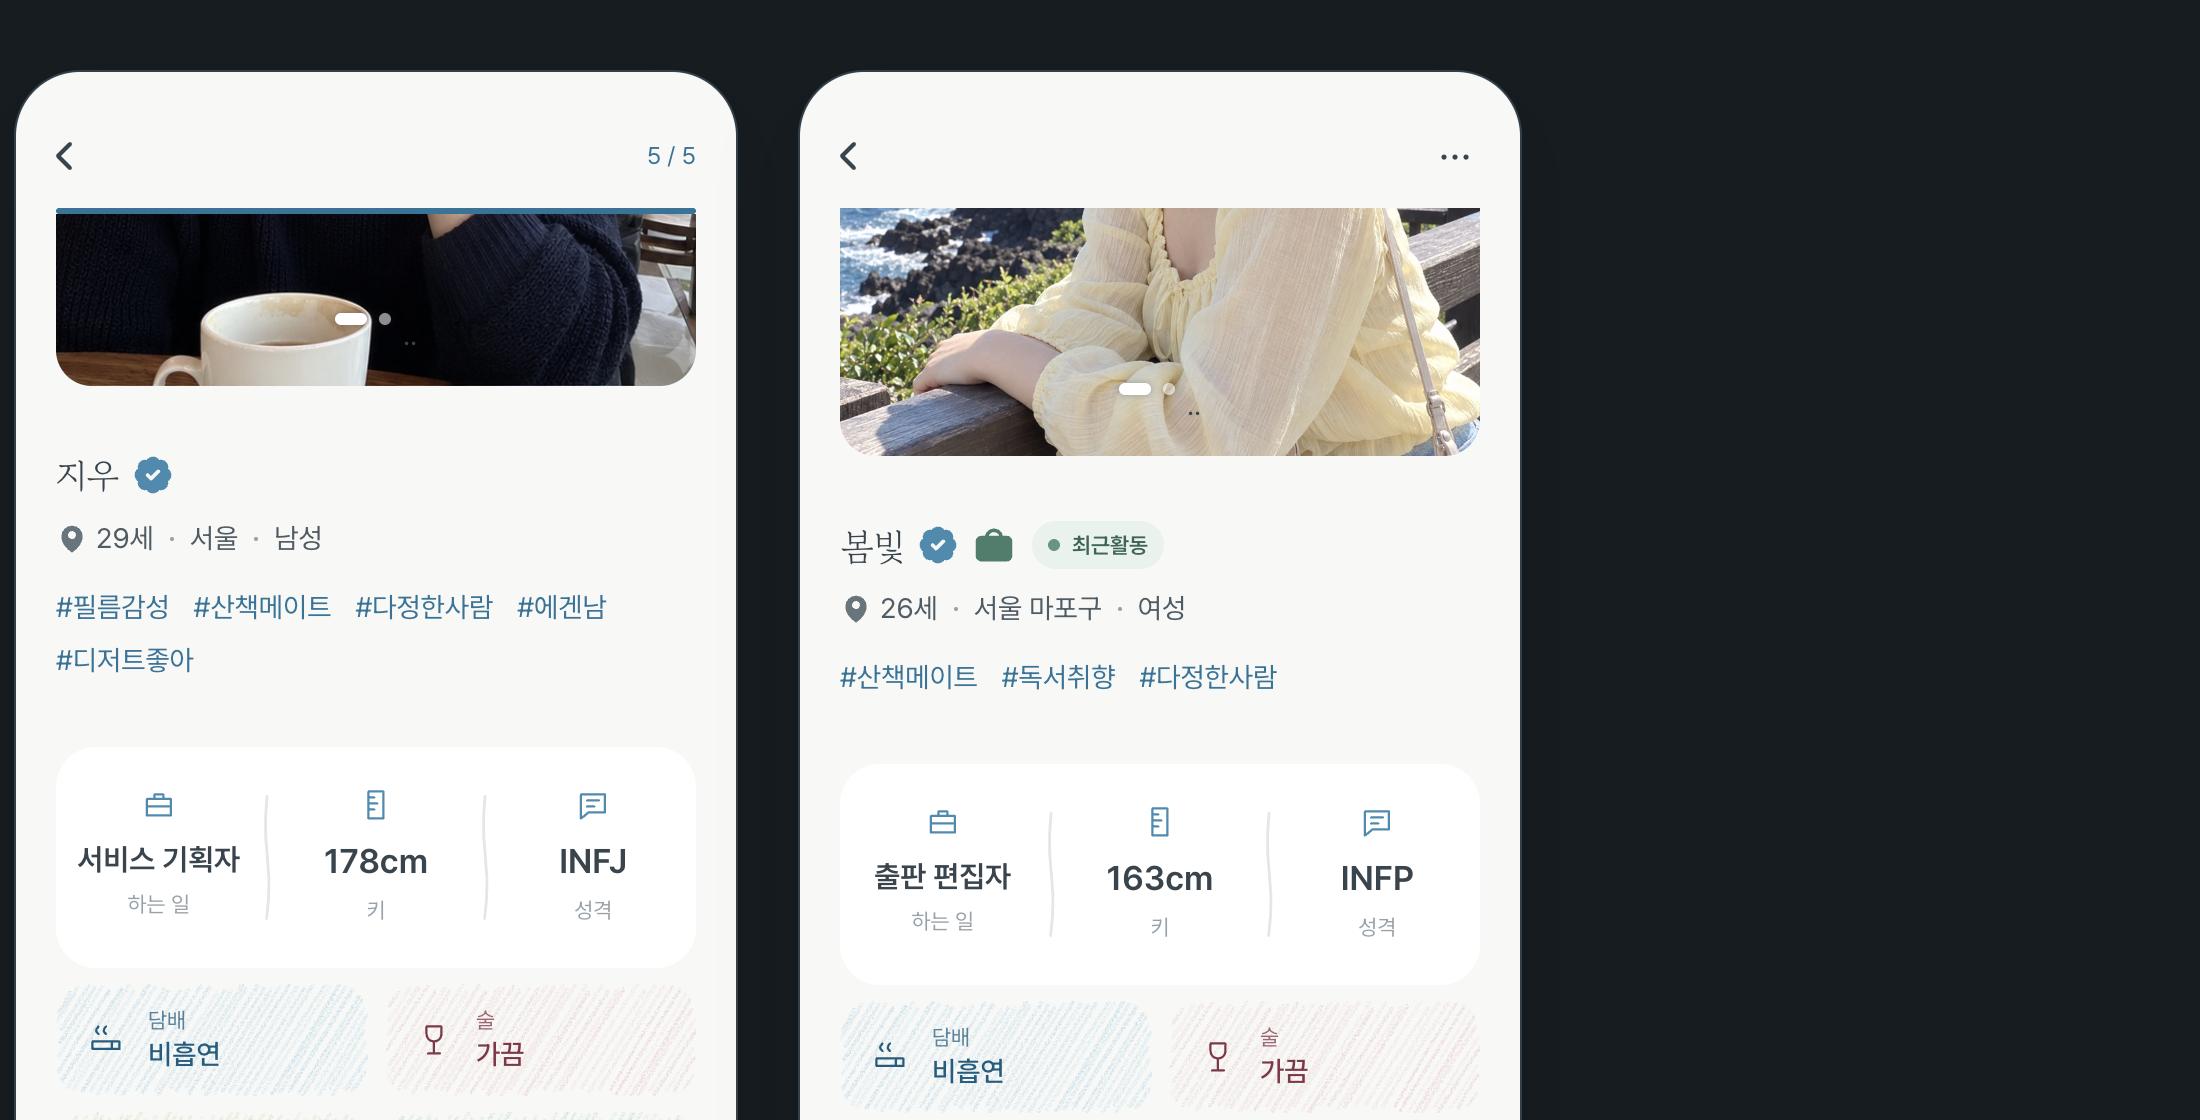 5 / 5
지우
29세 · 서울 · 남성
#필름감성 #산책메이트 #다정한사람 #에겐남
#디저트좋아
서비스 기획자
하는 일
178cm
키
INFJ
성격
담배
비흡연
술
가끔
봄빛 최근활동
26세 · 서울 마포구 · 여성
#산책메이트 #독서취향 #다정한사람
출판 편집자
하는 일
163cm
키
INFP
성격
담배
비흡연
술
가끔